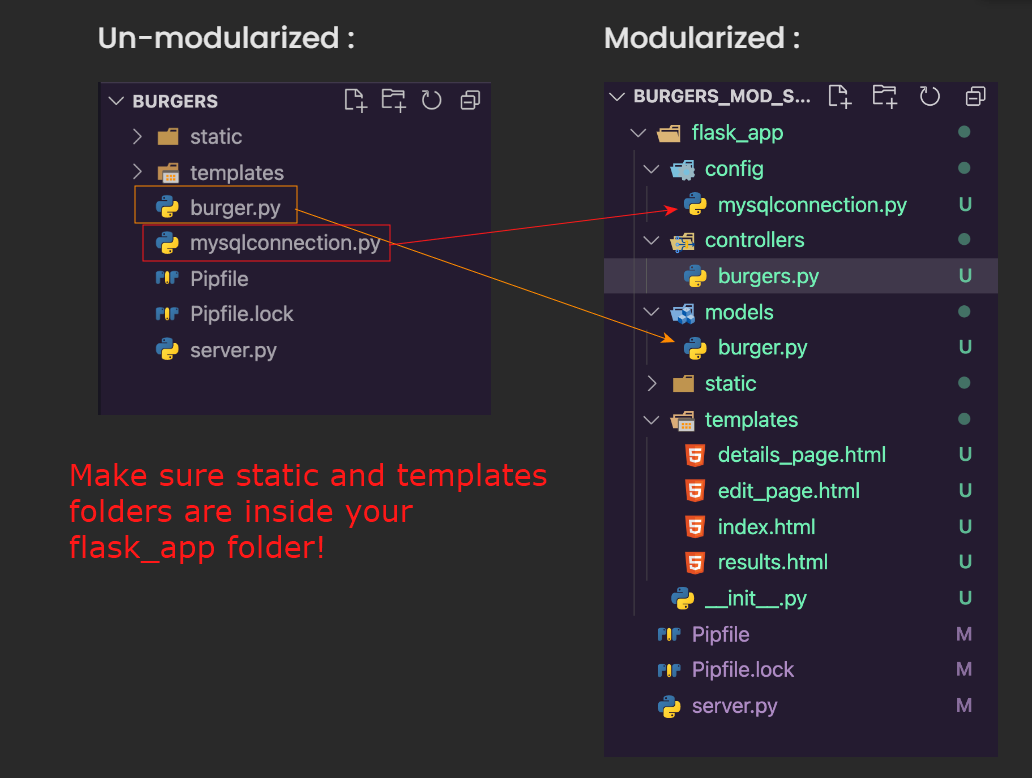 Un-modularized :
BURGERS
static
templates
burger.py
mysqlconnection.py
Pipfile
Pipfile.lock
server.py
Make sure static and templates
folders are inside your
flask_app folder!
Modularized :
BURGERS_MOD_S...
flask_app
config
mysqlconnection.py U
controllers
burgers.py U
models
burger.py U
static
templates
details_page.html U
edit_page.html U
index.html U
results.html U
__init__.py U
Pipfile M
Pipfile.lock M
server.py M